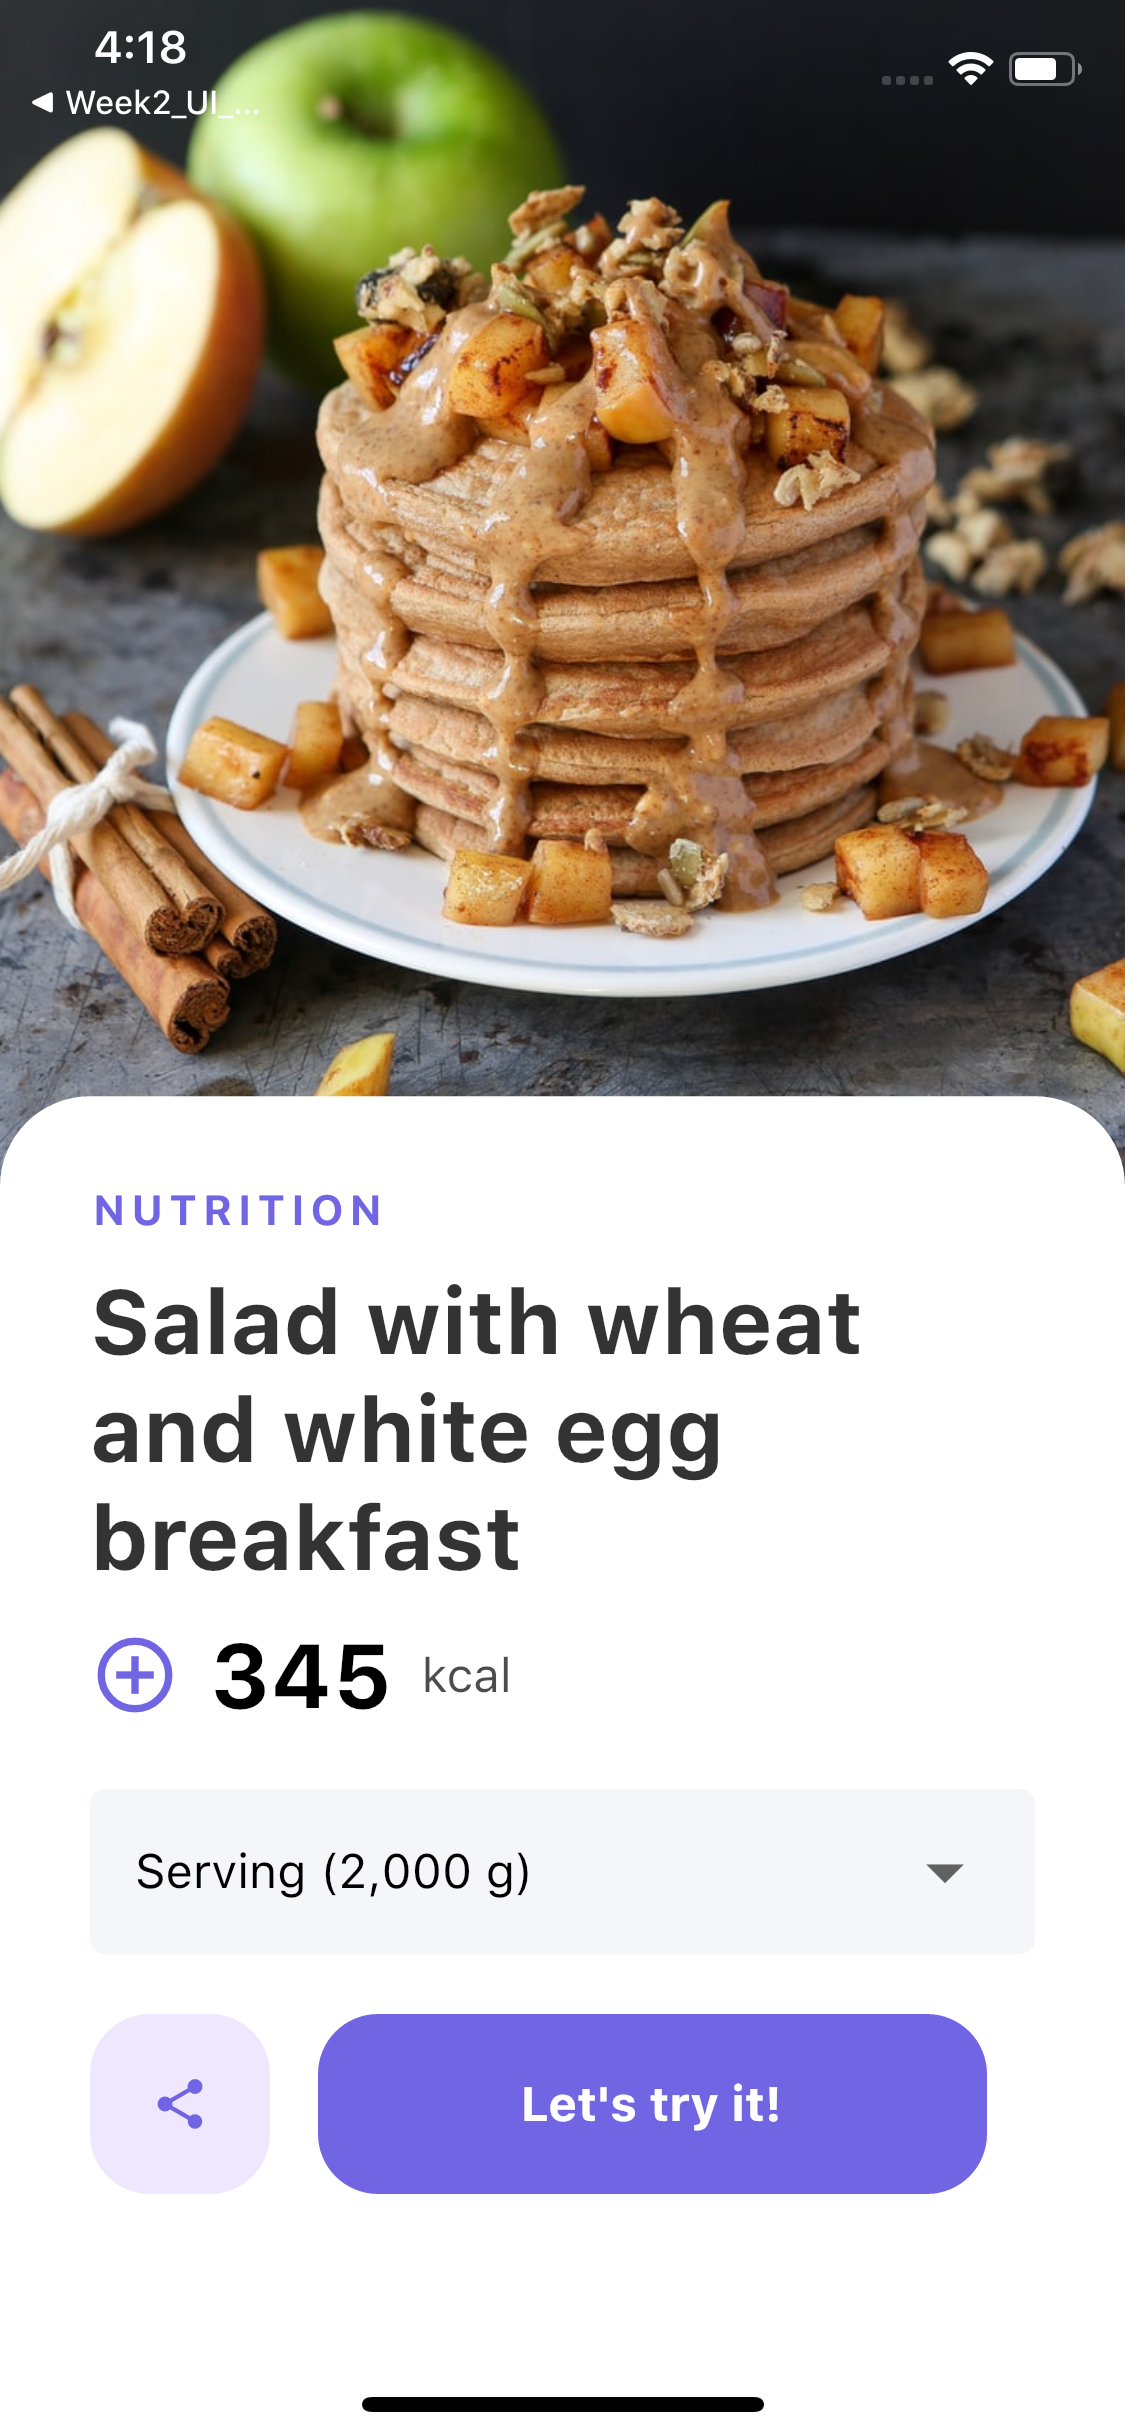 4:18
◀ Week2_UI_...
NUTRITION
Salad with wheat
and white egg
breakfast
345 kcal
Serving (2,000 g)
Let's try it!